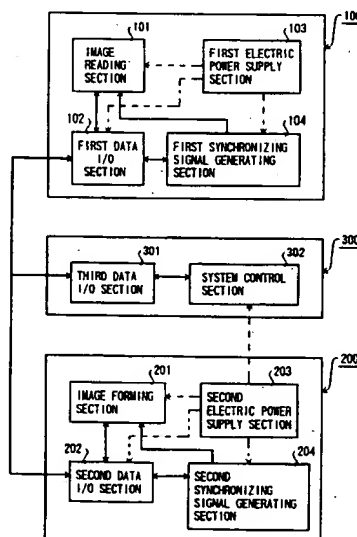 101
IMAGE
READING
SECTION
103
FIRST ELECTRIC
POWER SUPPLY
SECTION
100
102
FIRST DATA
I/O
SECTION
104
FIRST SYNCHRONIZING
SIGNAL GENERATING
SECTION
301
THIRD DATA
I/O SECTION
302
SYSTEM CONTROL
SECTION
300
201
IMAGE FORMING
SECTION
203
SECOND
ELECTRIC POWER
SUPPLY SECTION
200
202
SECOND DATA
I/O SECTION
204
SECOND
SYNCHRONIZING
SIGNAL GENERATING
SECTION